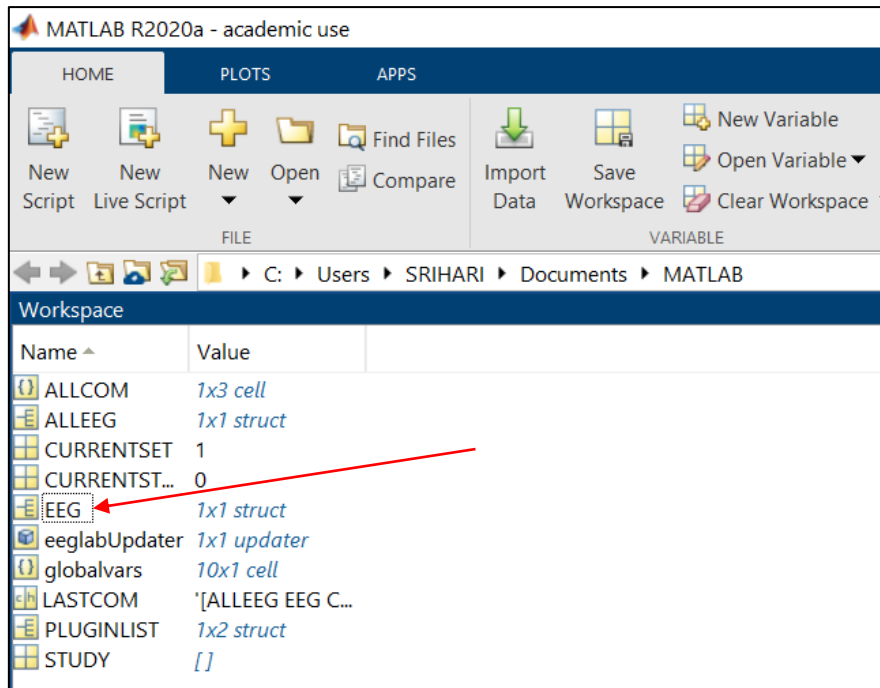 MATLAB R2020a - academic use
HOME PLOTS APPS
New Script
New Live Script
New
Open
Find Files
Compare
Import Data
Save Workspace
New Variable
Open Variable
Clear Workspace
FILE VARIABLE
C: Users SRIHARI Documents MATLAB
Workspace
Name Value
ALLCOM 1x3 cell
ALLEEG 1x1 struct
CURRENTSET 1
CURRENTST... 0
EEG 1x1 struct
eeglabUpdater 1x1 updater
globalvars 10x1 cell
LASTCOM '[ALLEEG EEG C...
PLUGINLIST 1x2 struct
STUDY []